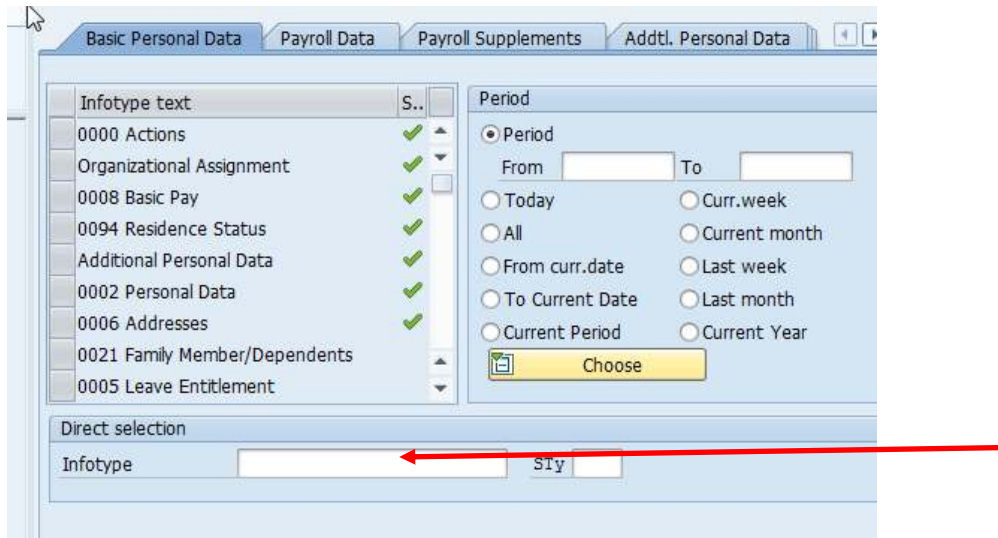 Basic Personal Data Payroll Data Payroll Supplements Addtl. Personal Data
Infotype text S..
0000 Actions
Organizational Assignment
0008 Basic Pay
0094 Residence Status
Additional Personal Data
0002 Personal Data
0006 Addresses
0021 Family Member/Dependents
0005 Leave Entitlement
Period
Period
From To
Today Curr.week
All Current month
From curr.date Last week
To Current Date Last month
Current Period Current Year
Choose
Direct selection
Infotype STy